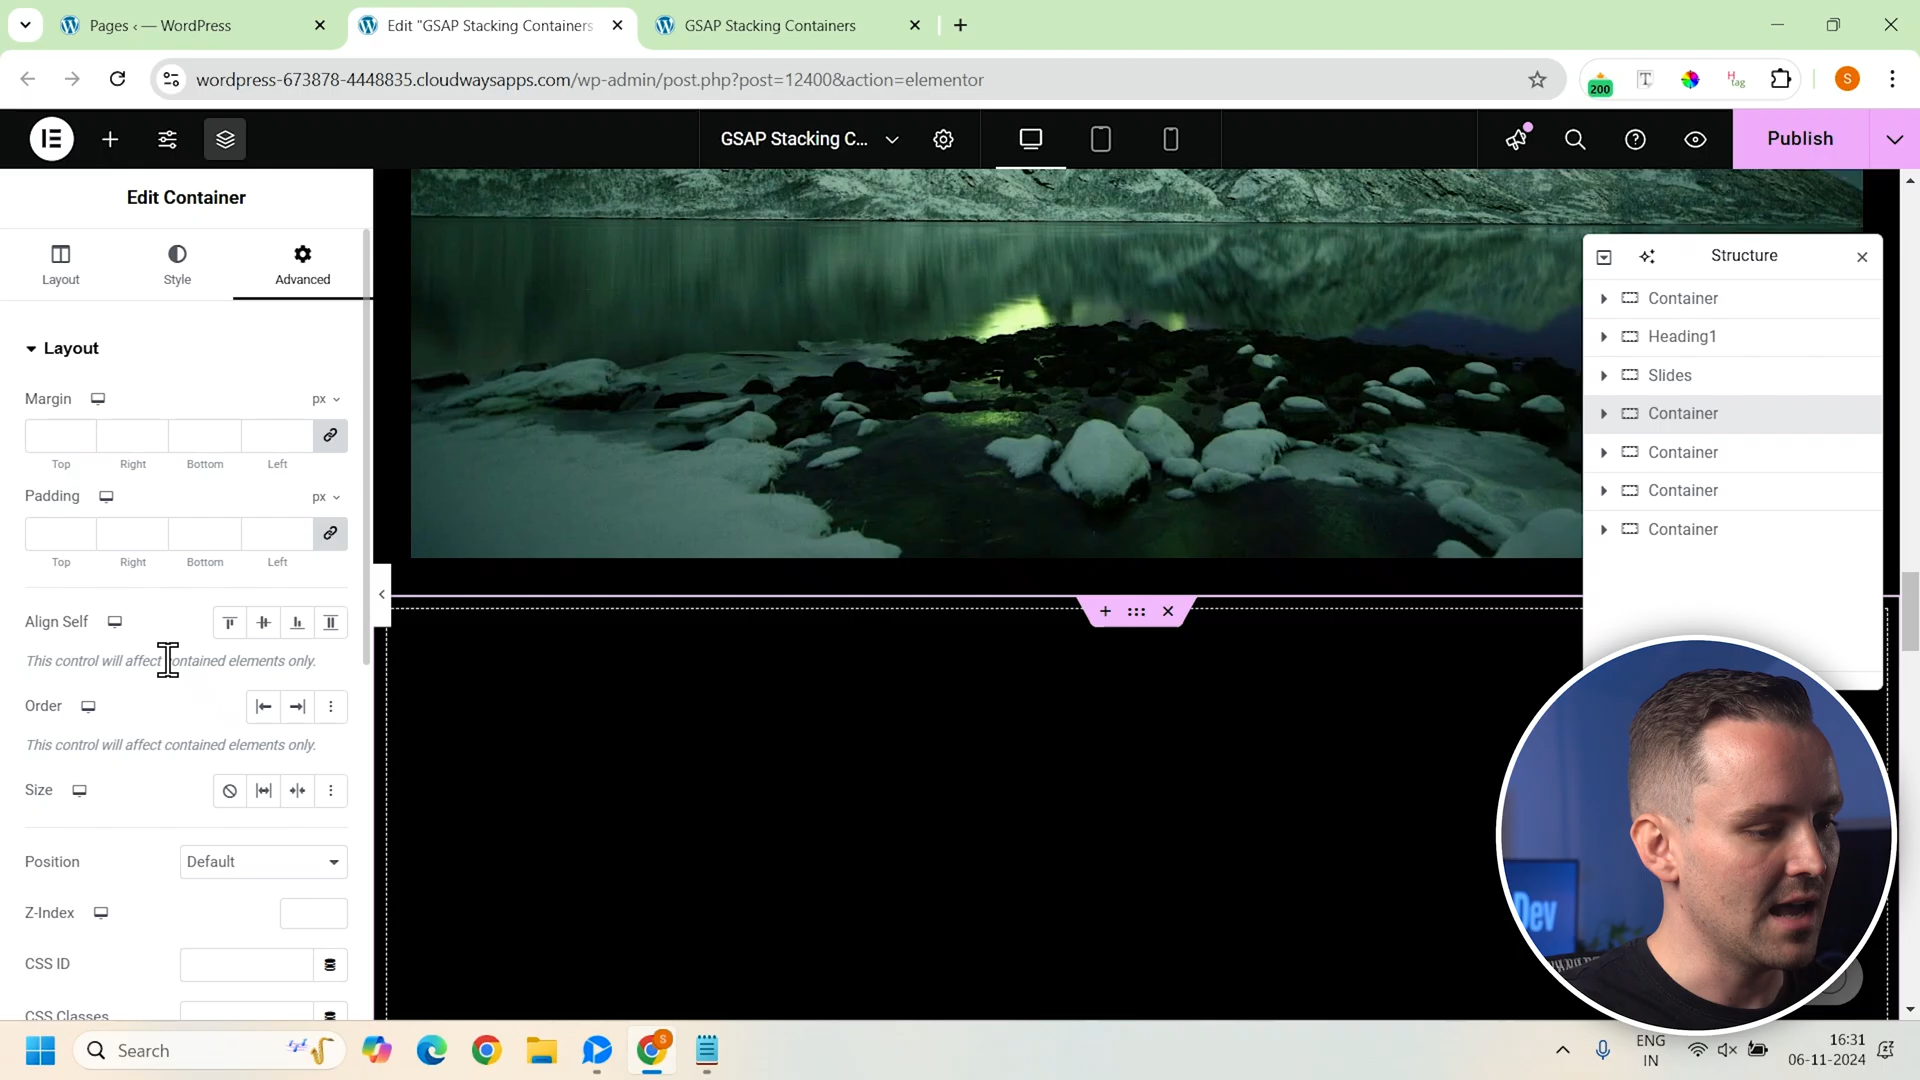 Pages ‹ — WordPress
Edit "GSAP Stacking Containers
GSAP Stacking Containers
wordpress-673878-4448835.cloudwaysapps.com/wp-admin/post.php?post=12400&action=elementor
200
T
H
tag
S
GSAP Stacking C...
Publish
Edit Container
Layout
Style
Advanced
Layout
Margin
px
Top
Right
Bottom
Left
Padding
px
Top
Right
Bottom
Left
Align Self
This control will affect contained elements only.
Order
This control will affect contained elements only.
Size
Position
Default
Z-Index
CSS ID
CSS Classes
Structure
Container
Heading1
Slides
Container
Container
Container
Container
Dev
Search
S
ENG
IN
16:31
06-11-2024